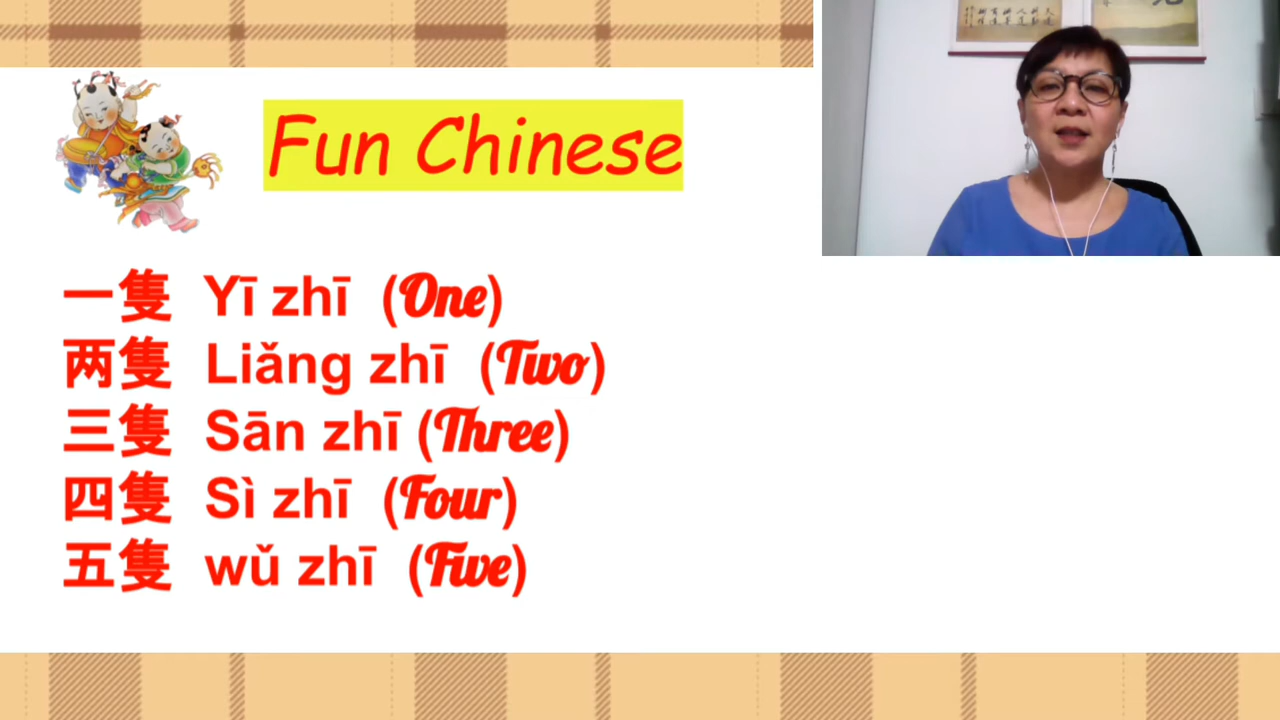 Fun Chinese
一隻 Yī zhī (One)
两隻 Liǎng zhī (Two)
三隻 Sān zhī (Three)
四隻 Sì zhī (Four)
五隻 wǔ zhī (Five)